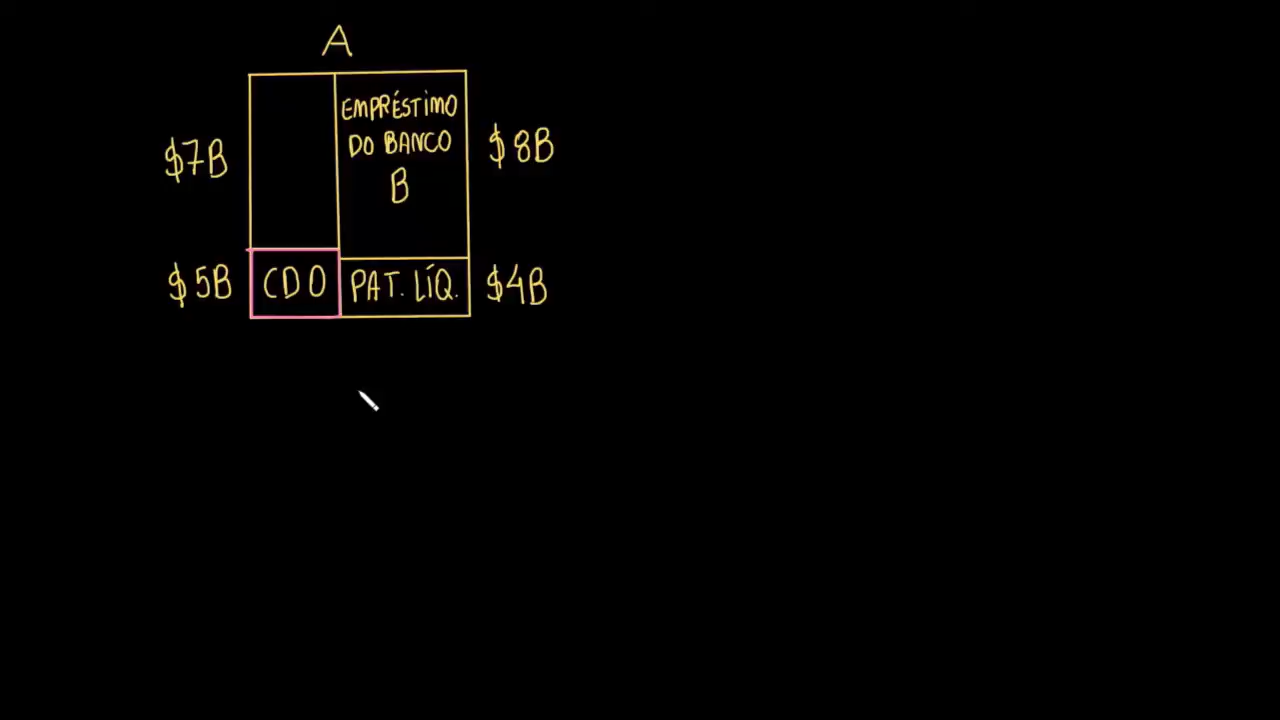 A
$7B
EMPRÉSTIMO
DO BANCO
B
$8B
$5B
CDO
PAT. LÍQ.
$4B